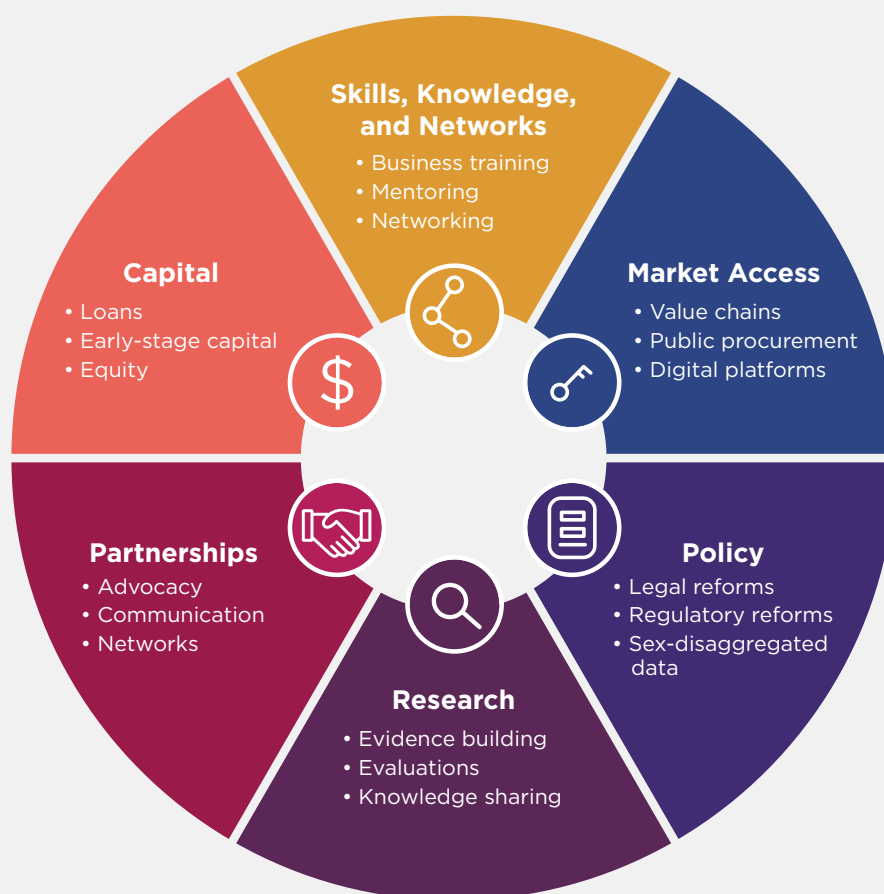 Skills, Knowledge,
and Networks
• Business training
• Mentoring
• Networking
Market Access
• Value chains
• Public procurement
• Digital platforms
Policy
• Legal reforms
• Regulatory reforms
• Sex-disaggregated
data
Research
• Evidence building
• Evaluations
• Knowledge sharing
Partnerships
• Advocacy
• Communication
• Networks
Capital
• Loans
• Early-stage capital
• Equity
$